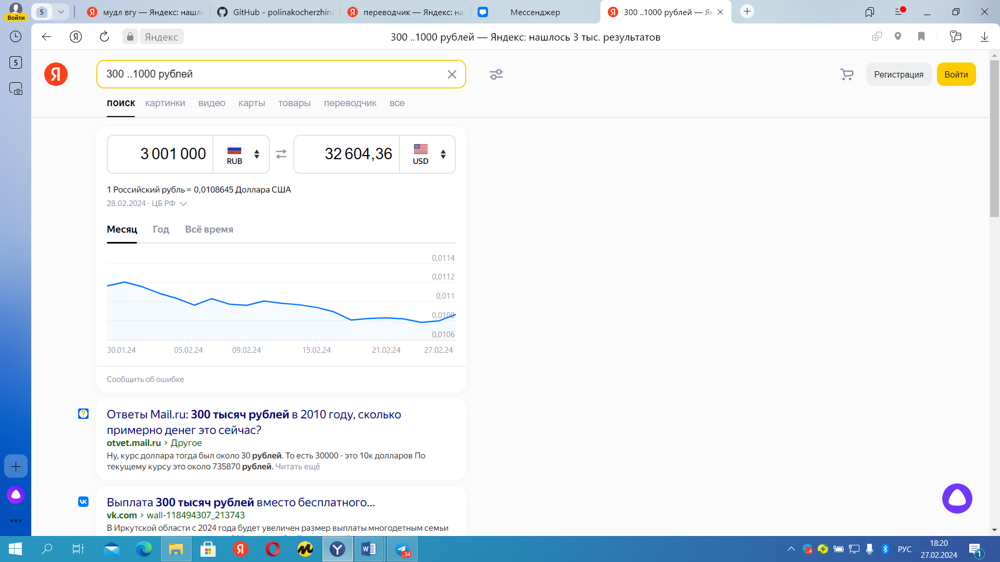 Войти
5
мудл вгу — Яндекс: нашло
GitHub - polinakocherzhina
переводчик — Яндекс: на
Мессенджер
300 ..1000 рублей — Ян
Яндекс
300 ..1000 рублей — Яндекс: нашлось 3 тыс. результатов
5
Я
300 ..1000 рублей
Регистрация
Войти
поиск
картинки
видео
карты
товары
переводчик
все
3 001 000
RUB
32 604,36
USD
1 Российский рубль = 0,0108645 Доллара США
28.02.2024 · ЦБ РФ
Месяц
Год
Всё время
0,0114
0,0112
0,011
0,0108
0,0106
30.01.24
05.02.24
09.02.24
15.02.24
21.02.24
27.02.24
Сообщить об ошибке
Ответы Mail.ru: 300 тысяч рублей в 2010 году, сколько
примерно денег это сейчас?
otvet.mail.ru › Другое
Ну, курс доллара тогда был около 30 рублей. То есть 30000 - это 10к долларов По
текущему курсу это около 735870 рублей. Читать ещё
Выплата 300 тысяч рублей вместо бесплатного...
vk.com › wall-118494307_213743
В Иркутской области с 2024 года будет увеличен размер выплаты многодетным семьи
..34
..4
РУС
18:20
27.02.2024
1